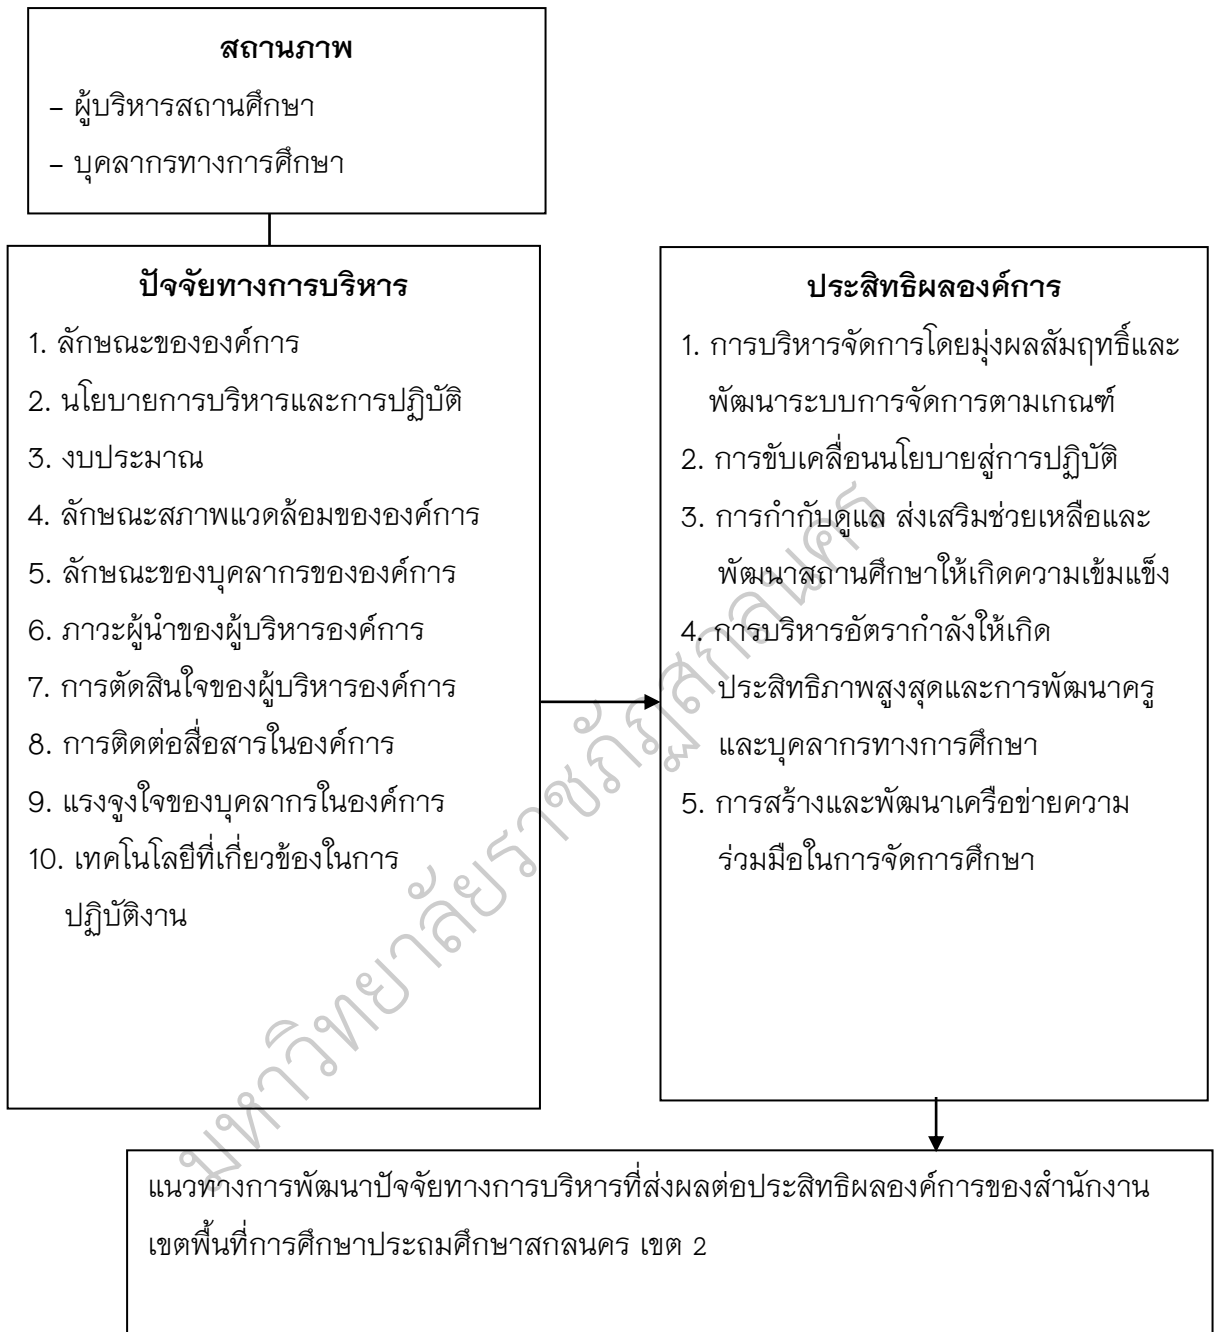 สถานภาพ
– ผู้บริหารสถานศึกษา
– บุคลากรทางการศึกษา
ปัจจัยทางการบริหาร
1. ลักษณะขององค์การ
2. นโยบายการบริหารและการปฏิบัติ
3. งบประมาณ
4. ลักษณะสภาพแวดล้อมขององค์การ
5. ลักษณะของบุคลากรขององค์การ
6. ภาวะผู้นำของผู้บริหารองค์การ
7. การตัดสินใจของผู้บริหารองค์การ
8. การติดต่อสื่อสารในองค์การ
9. แรงจูงใจของบุคลากรในองค์การ
10. เทคโนโลยีที่เกี่ยวข้องในการ
ปฏิบัติงาน
ประสิทธิผลองค์การ
1. การบริหารจัดการโดยมุ่งผลสัมฤทธิ์และ
พัฒนาระบบการจัดการตามเกณฑ์
2. การขับเคลื่อนนโยบายสู่การปฏิบัติ
3. การกำกับดูแล ส่งเสริมช่วยเหลือและ
พัฒนาสถานศึกษาให้เกิดความเข้มแข็ง
4. การบริหารอัตรากำลังให้เกิด
ประสิทธิภาพสูงสุดและการพัฒนาครู
และบุคลากรทางการศึกษา
5. การสร้างและพัฒนาเครือข่ายความ
ร่วมมือในการจัดการศึกษา
แนวทางการพัฒนาปัจจัยทางการบริหารที่ส่งผลต่อประสิทธิผลองค์การของสำนักงาน
เขตพื้นที่การศึกษาประถมศึกษาสกลนคร เขต 2
มหาวิทยาลัยราชภัฏสกลนคร